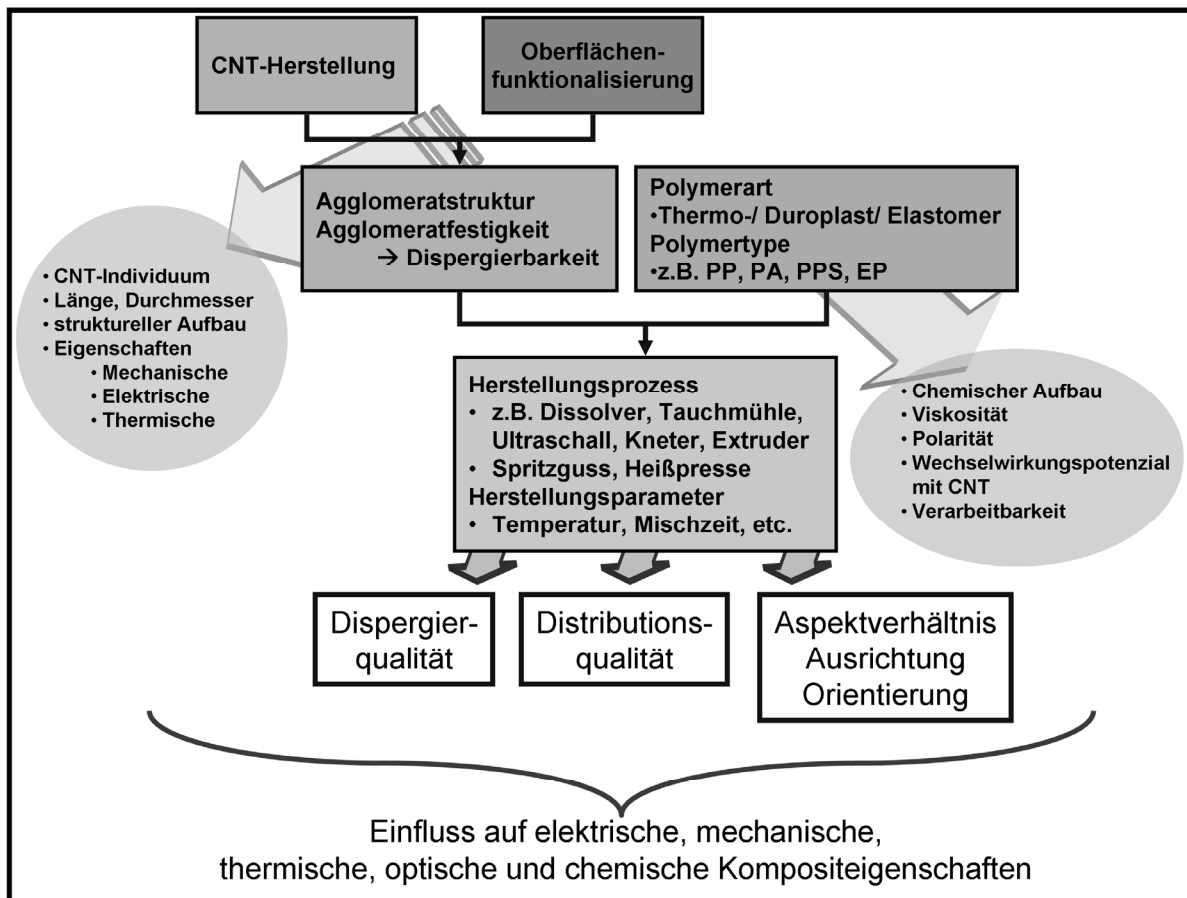 CNT-Herstellung
Oberflächen-
funktionalisierung
Agglomeratstruktur
Agglomeratfestigkeit
→ Dispergierbarkeit
Polymerart
•Thermo-/ Duroplast/ Elastomer
Polymertype
•z.B. PP, PA, PPS, EP
• CNT-Individuum
• Länge, Durchmesser
• struktureller Aufbau
• Eigenschaften
• Mechanische
• Elektrische
• Thermische
Herstellungsprozess
• z.B. Dissolver, Tauchmühle,
Ultraschall, Kneter, Extruder
• Spritzguss, Heißpresse
Herstellungsparameter
• Temperatur, Mischzeit, etc.
• Chemischer Aufbau
• Viskosität
• Polarität
• Wechselwirkungspotenzial
mit CNT
• Verarbeitbarkeit
Dispergier-
qualität
Distributions-
qualität
Aspektverhältnis
Ausrichtung
Orientierung
Einfluss auf elektrische, mechanische,
thermische, optische und chemische Kompositeigenschaften